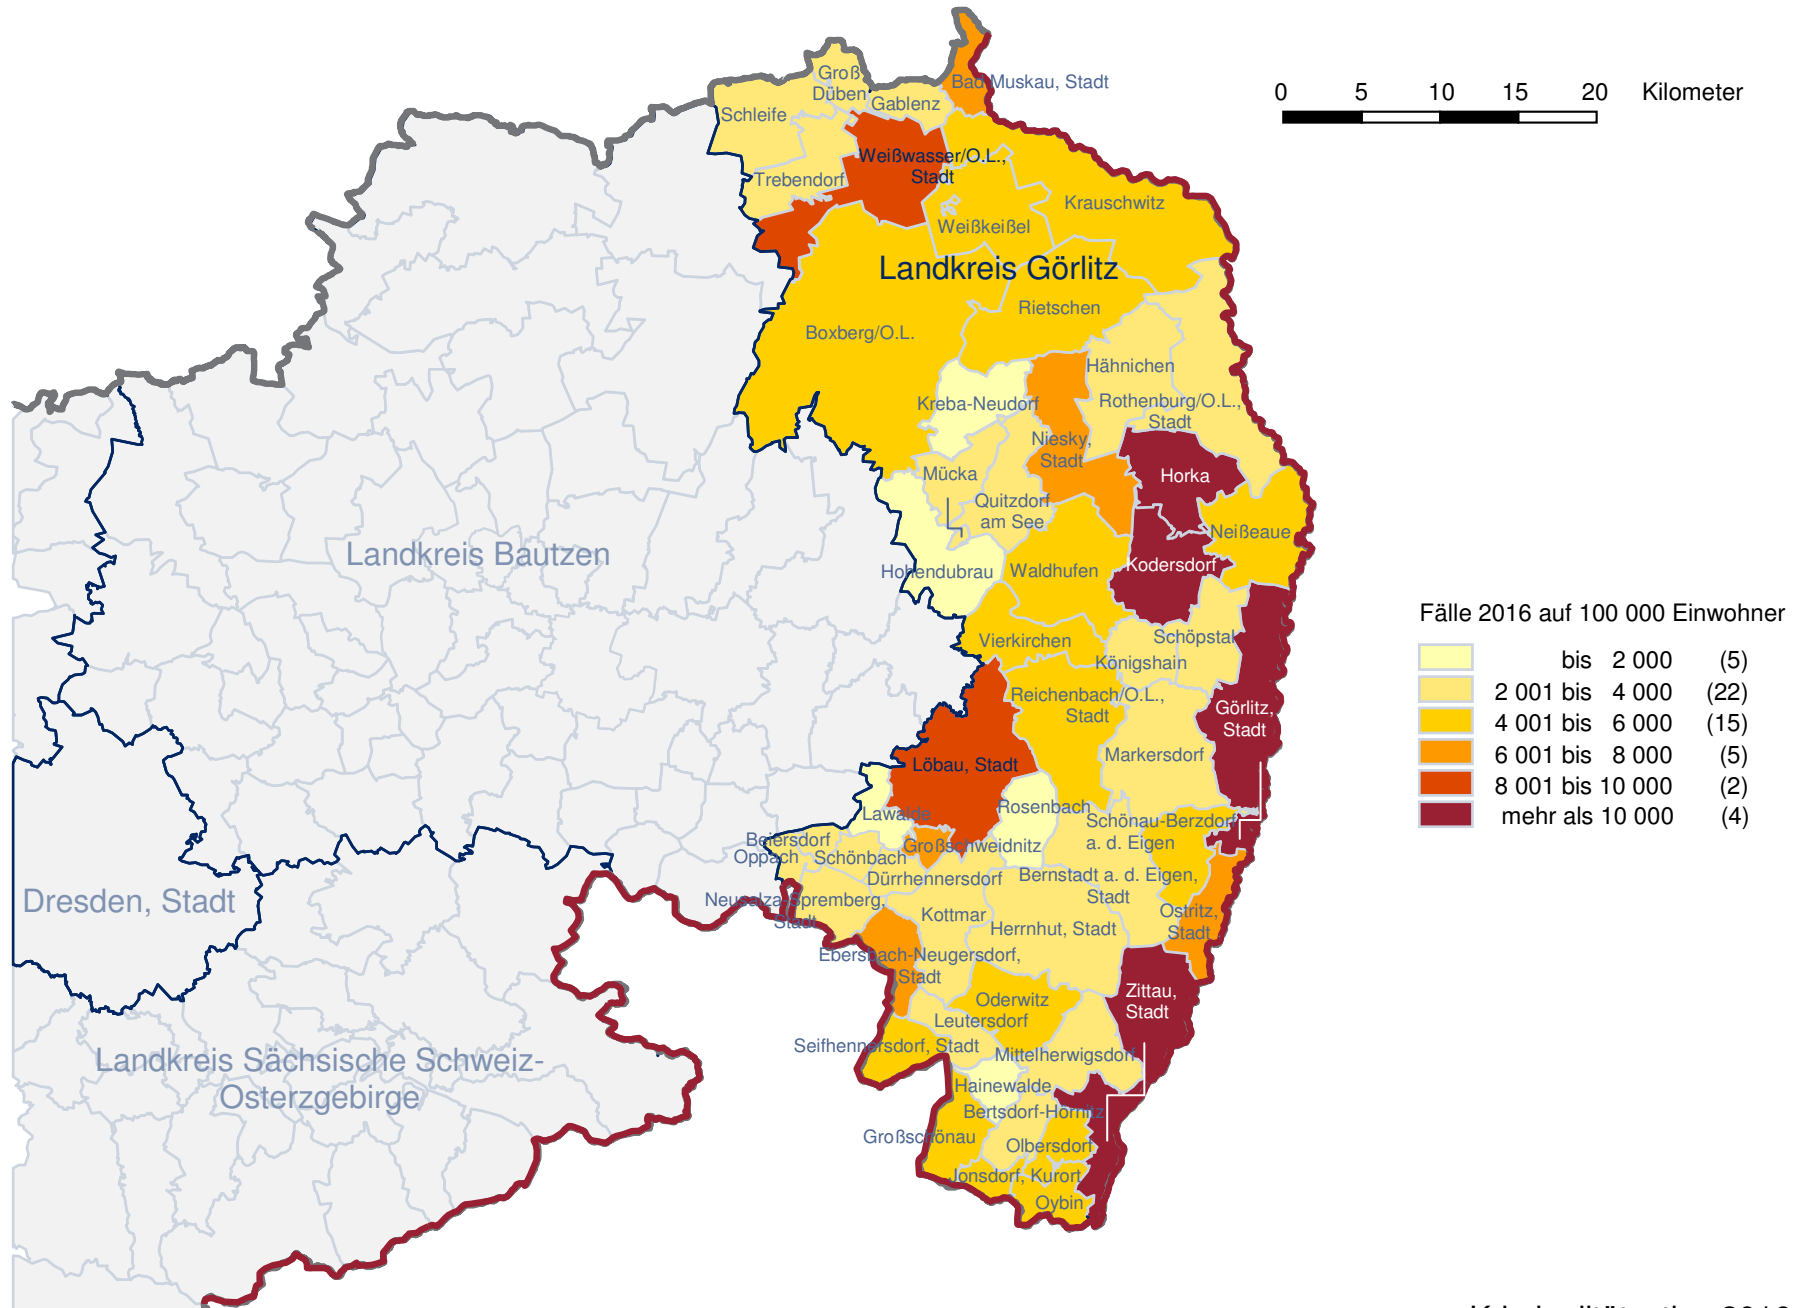 Groß
Düben
Bad Muskau, Stadt
Gablenz
Schleife
0 5 10 15 20 Kilometer
Weißwasser/O.L.,
Stadt
Trebendorf
Krauschwitz
Weißkeißel
Landkreis Görlitz
Rietschen
Boxberg/O.L.
Hähnichen
Kreba-Neudorf
Rothenburg/O.L.,
Stadt
Niesky,
Stadt
Mücka
Horka
Quitzdorf
am See
Neißeaue
Landkreis Bautzen
Hohendubrau
Waldhufen
Kodersdorf
Fälle 2016 auf 100 000 Einwohner
bis 2 000 (5)
2 001 bis 4 000 (22)
4 001 bis 6 000 (15)
6 001 bis 8 000 (5)
8 001 bis 10 000 (2)
mehr als 10 000 (4)
Vierkirchen
Schöpstal
Königshain
Reichenbach/O.L.,
Stadt
Görlitz,
Stadt
Markersdorf
Löbau, Stadt
Rosenbach
Lawalde
Schönau-Berzdorf
a. d. Eigen
Beiersdorf
Großschweidnitz
Oppach
Schönbach
Dürrhennersdorf
Bernstadt a. d. Eigen,
Stadt
Dresden, Stadt
Neusalza-Spremberg,
Stadt
Kottmar
Ostritz,
Stadt
Herrnhut, Stadt
Ebersbach-Neugersdorf,
Stadt
Zittau,
Stadt
Oderwitz
Leutersdorf
Seifhennersdorf, Stadt
Mittelherwigsdorf
Landkreis Sächsische Schweiz-
Osterzgebirge
Hainewalde
Bertsdorf-Hörnitz
Großschönau
Olbersdorf
Jonsdorf, Kurort
Oybin